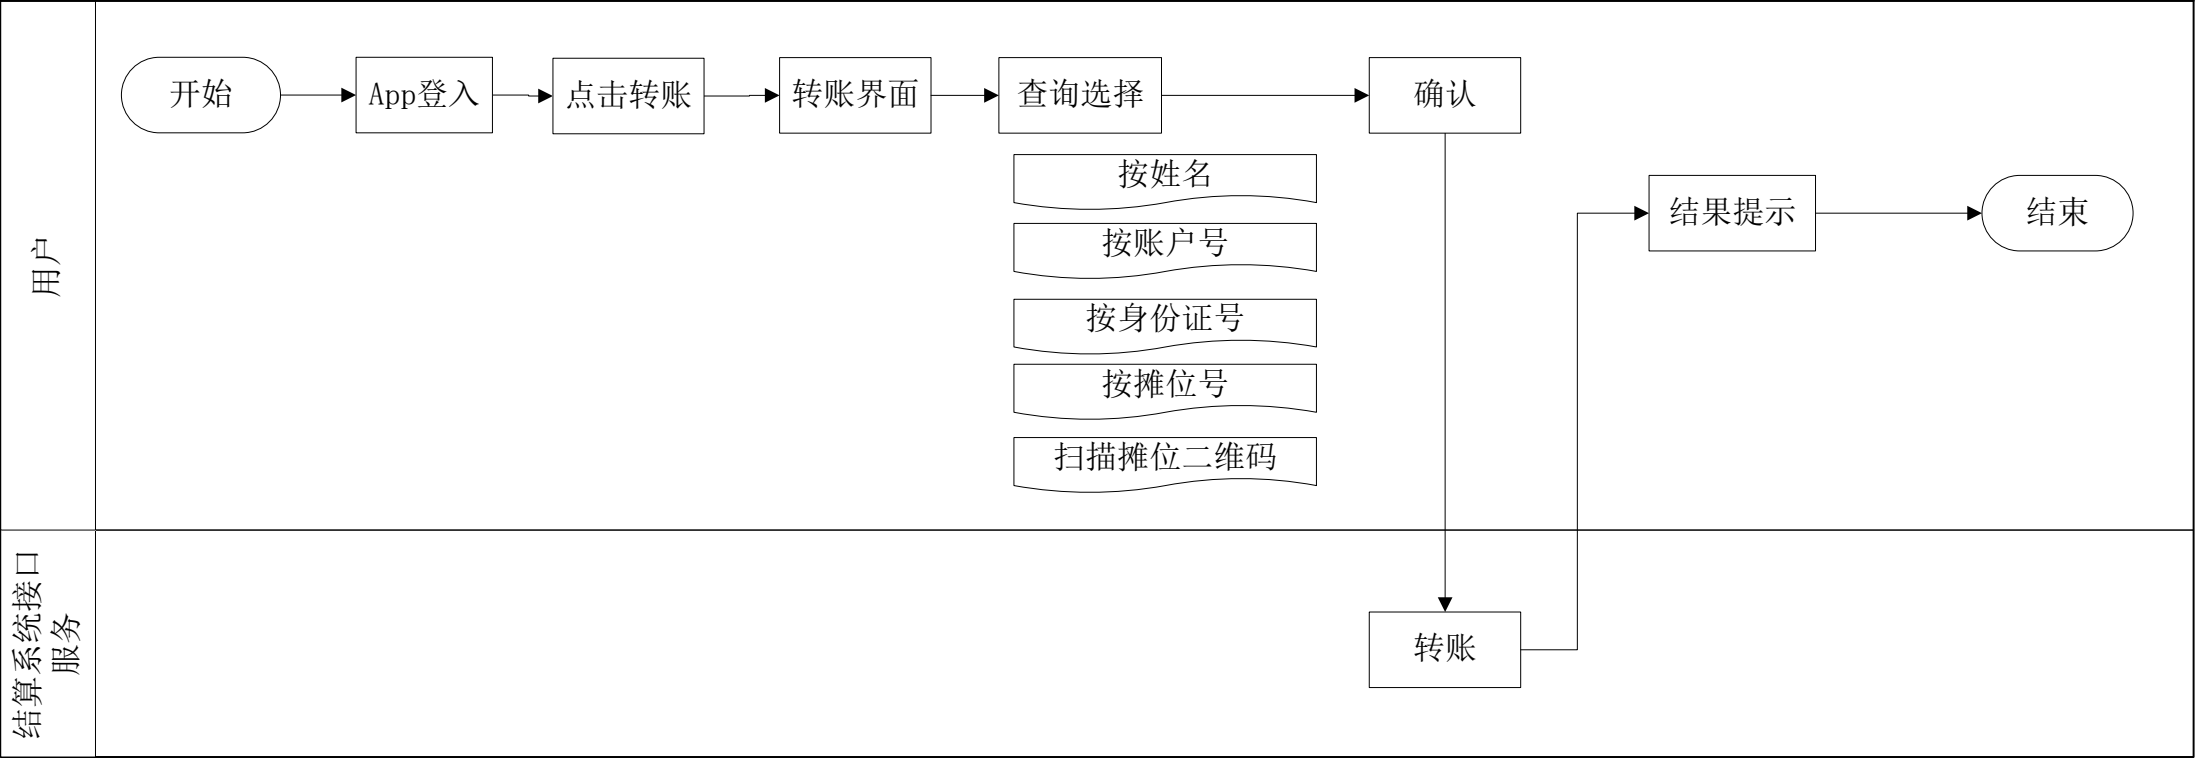 用户
开始
App登入
点击转账
转账界面
查询选择
确认
按姓名
按账户号
按身份证号
按摊位号
扫描摊位二维码
结果提示
结束
结算系统接口
服务
转账